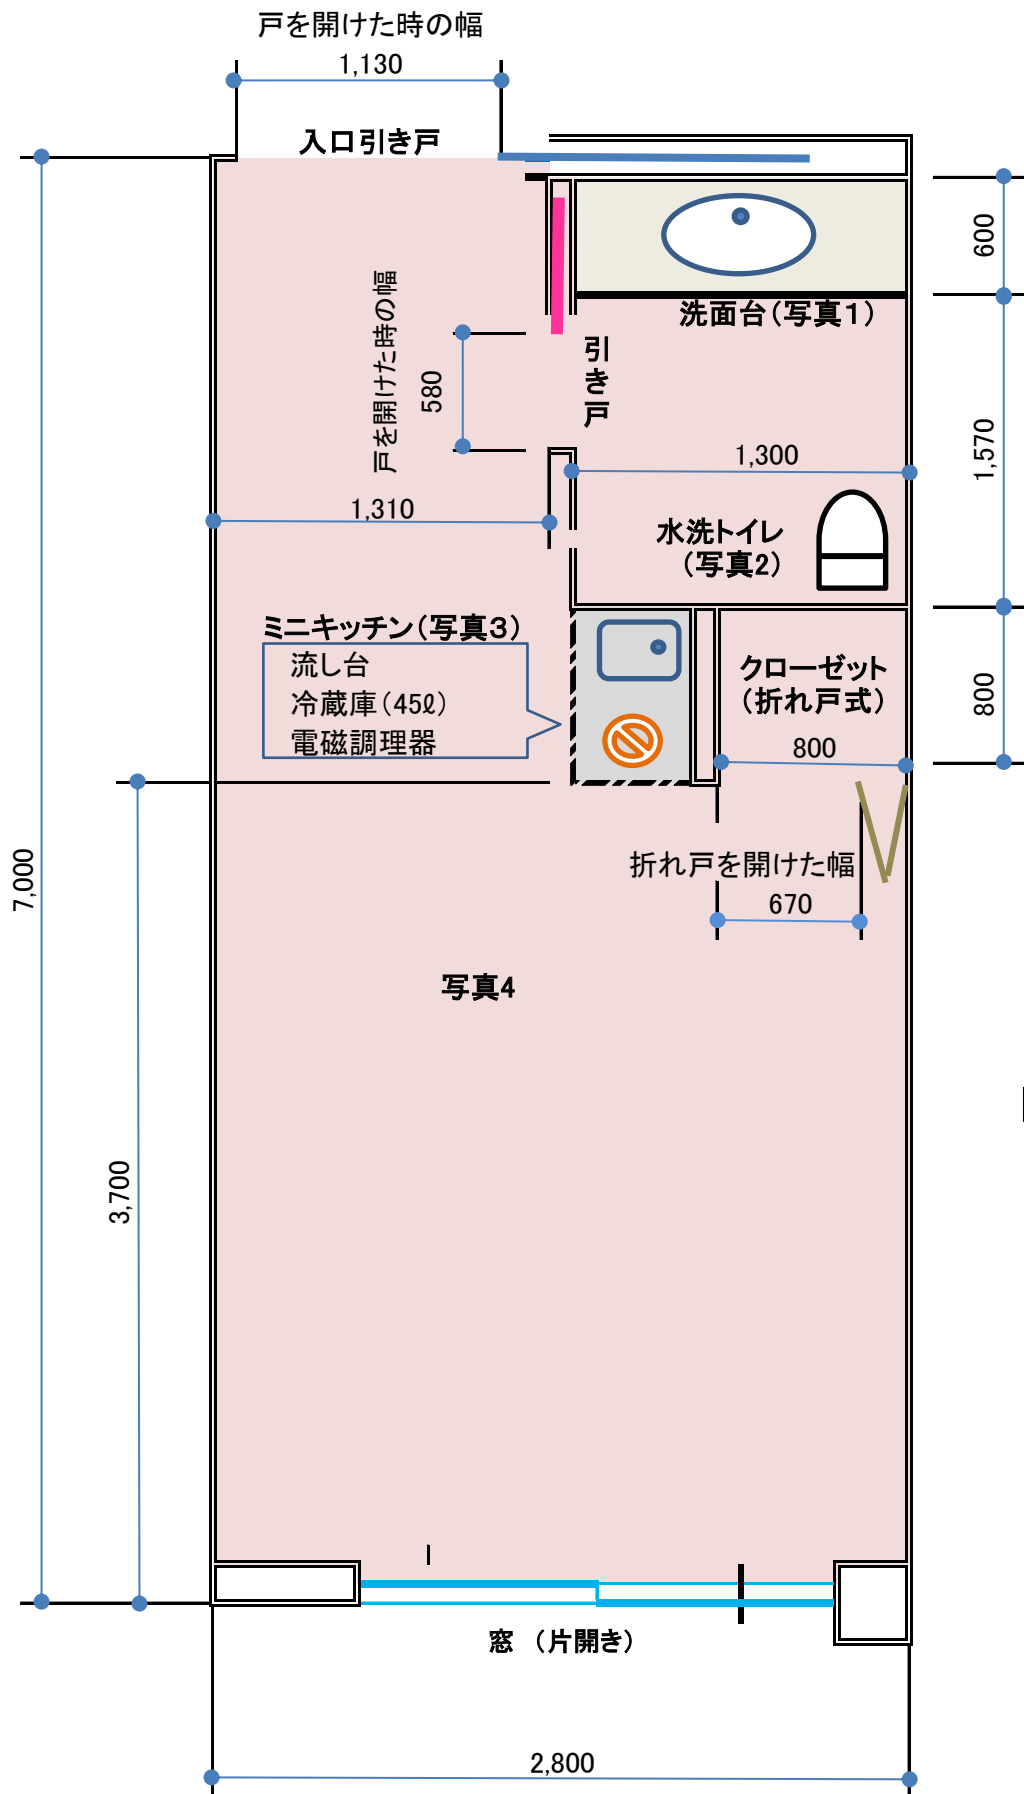 戸を開けた時の幅
1,130
入口引き戸
600
洗面台(写真1)
戸を開けた時の幅
580
引き戸
1,570
1,300
1,310
水洗トイレ
(写真2)
ミニキッチン(写真3)
流し台
冷蔵庫(45ℓ)
電磁調理器
クローゼット
(折れ戸式)
800
800
折れ戸を開けた幅
670
7,000
写真4
3,700
窓 (片開き)
2,800